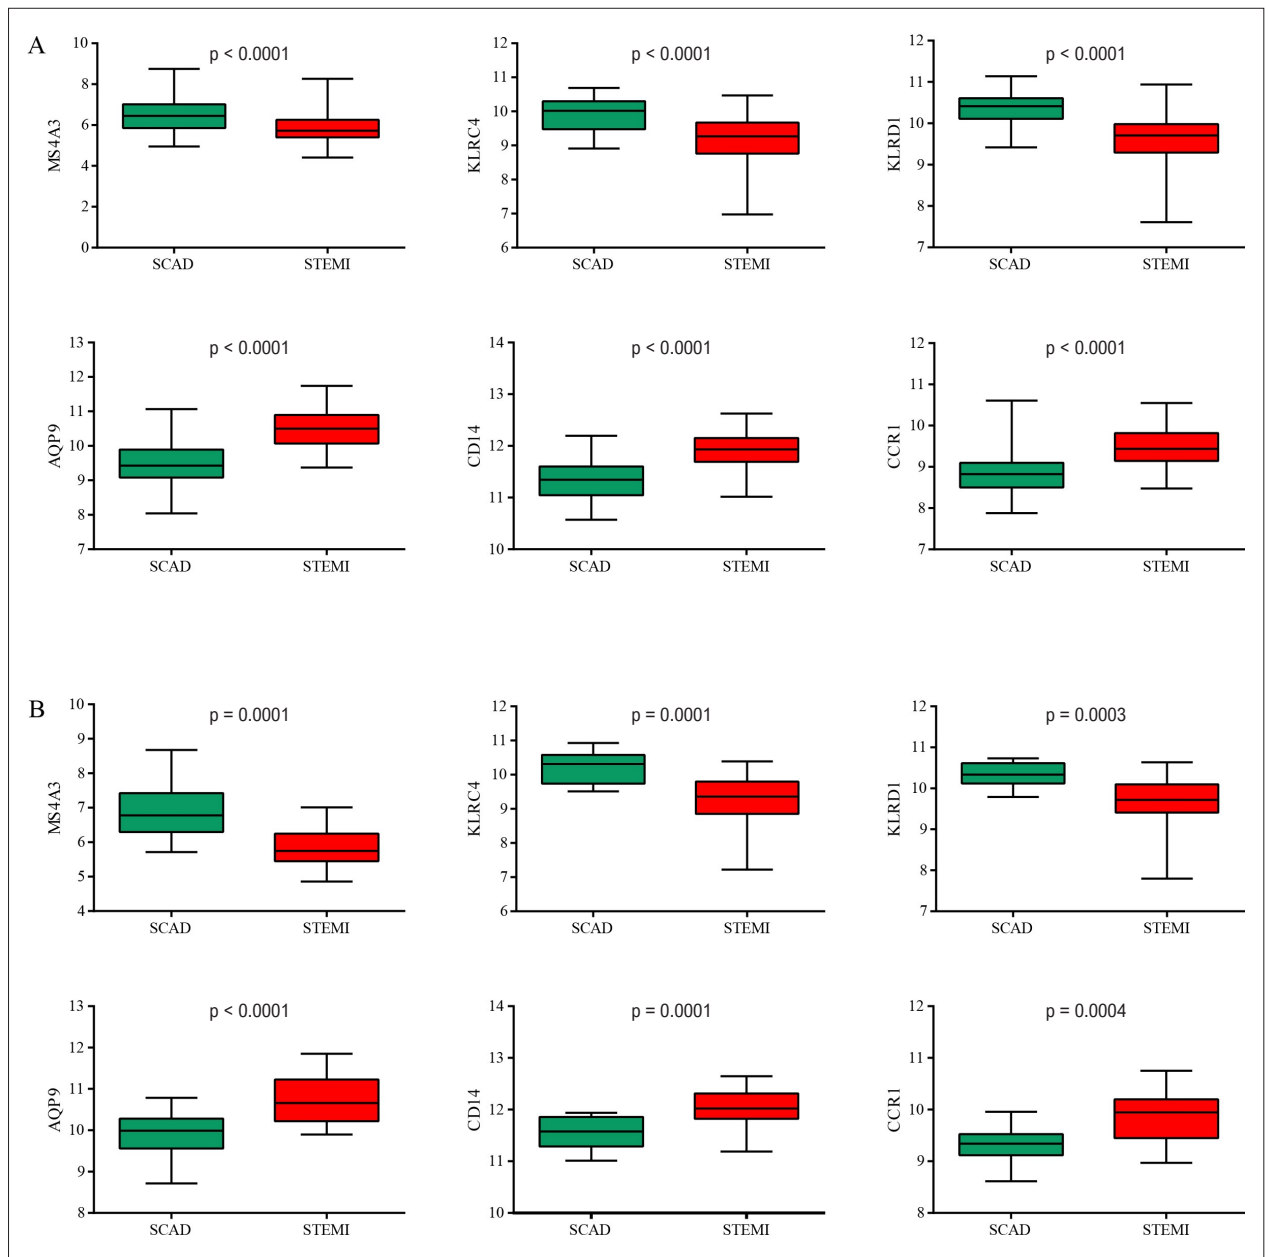 A
p < 0.0001
p < 0.0001
p < 0.0001
MS4A3
10
8
6
4
2
0
SCAD
STEMI
KLRC4
12
11
10
9
8
7
6
SCAD
STEMI
KLRD1
12
11
10
9
8
7
SCAD
STEMI
p < 0.0001
p < 0.0001
p < 0.0001
AQP9
13
12
11
10
9
8
7
SCAD
STEMI
CD14
14
13
12
11
10
SCAD
STEMI
CCR1
12
11
10
9
8
7
SCAD
STEMI
B
p = 0.0001
p = 0.0001
p = 0.0003
MS4A3
10
9
8
7
6
5
4
SCAD
STEMI
KLRC4
12
11
10
9
8
7
6
SCAD
STEMI
KLRD1
12
11
10
9
8
7
SCAD
STEMI
p < 0.0001
p = 0.0001
p = 0.0004
AQP9
13
12
11
10
9
8
SCAD
STEMI
CD14
14
13
12
11
10
SCAD
STEMI
CCR1
12
11
10
9
8
SCAD
STEMI